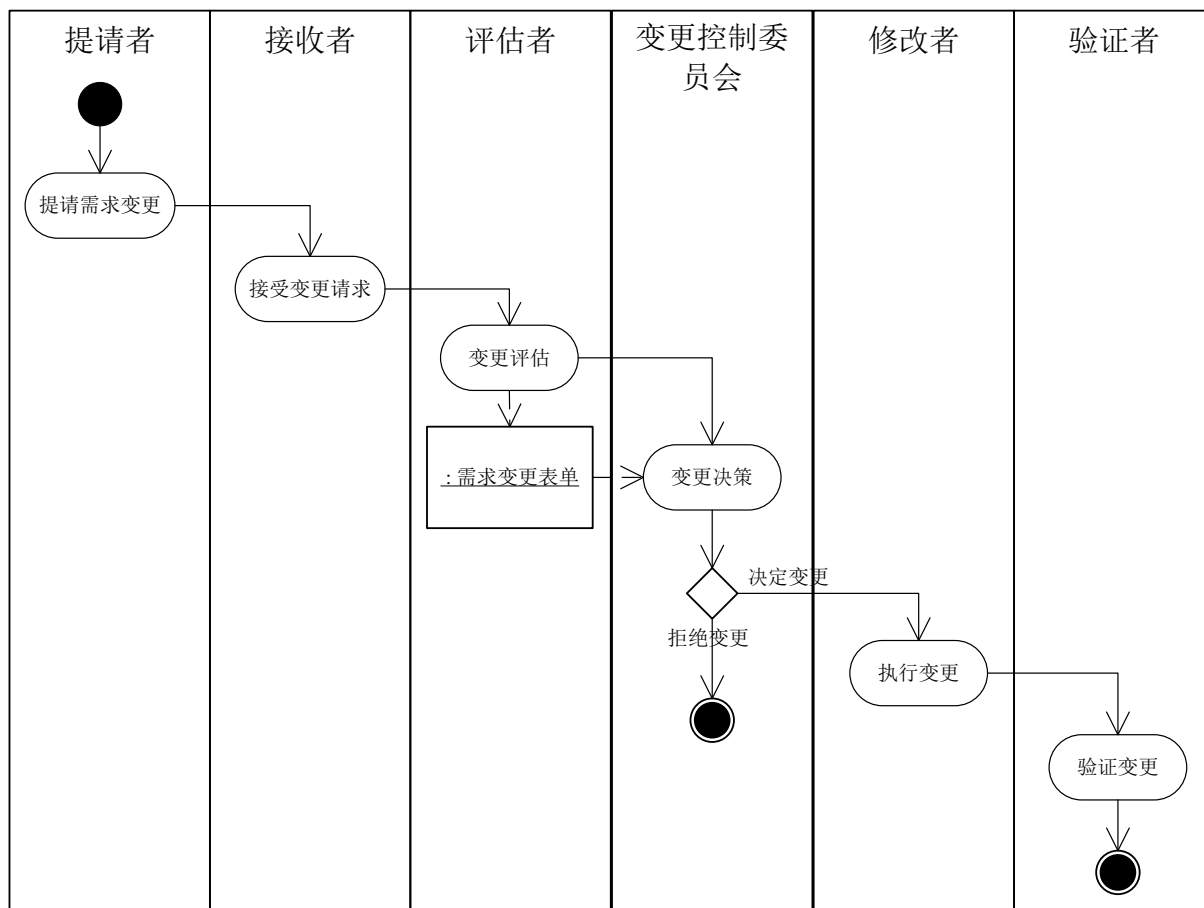 提请者
接收者
评估者
变更控制委
员会
修改者
验证者
提请需求变更
接受变更请求
变更评估
: 需求变更表单
变更决策
决定变更
拒绝变更
执行变更
验证变更